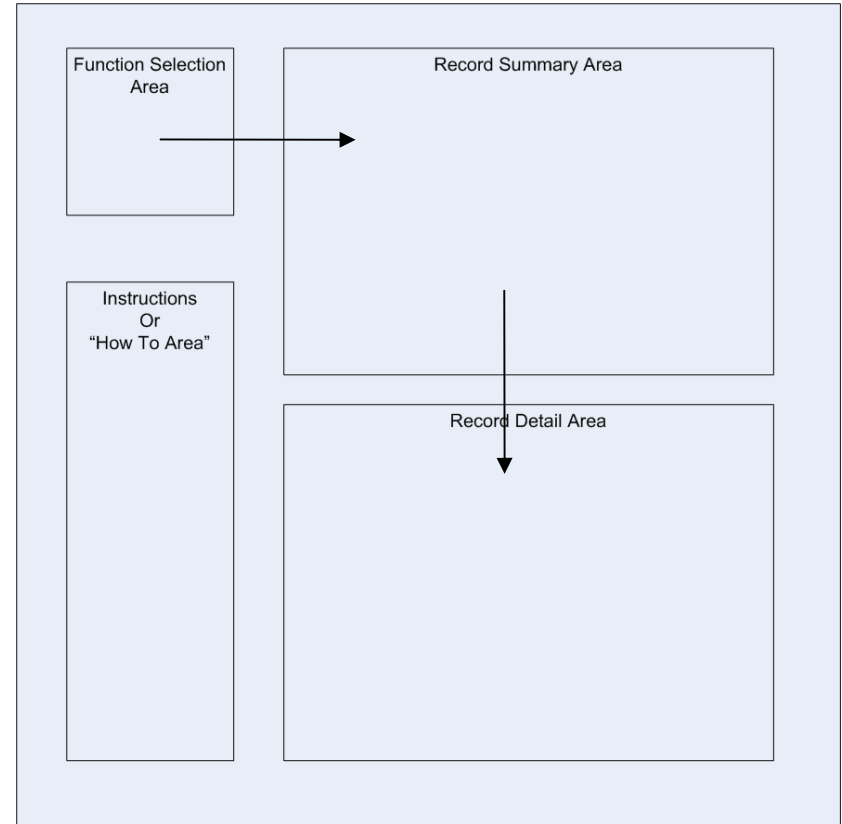 Function Selection
Area
Record Summary Area
Instructions
Or
“How To Area”
Record Detail Area